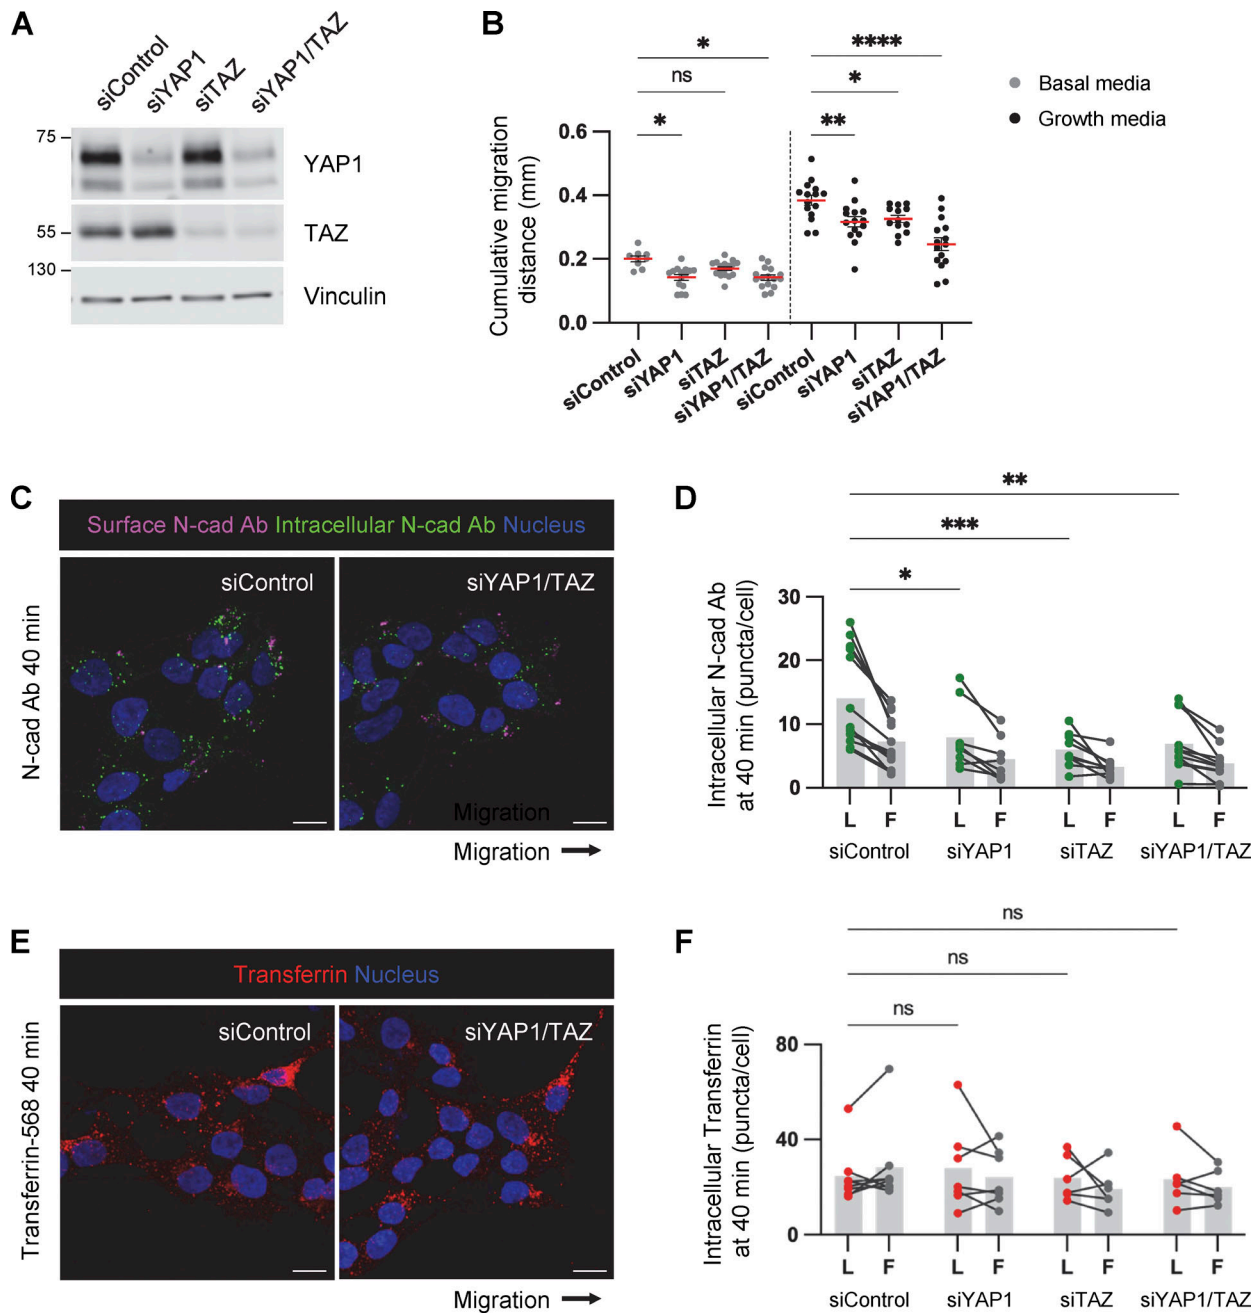 A
siControl
siYAP1
siTAZ
siYAP1/TAZ
75
YAP1
55
TAZ
130
Vinculin
B
*
ns
*
****
*
**
Basal media
Growth media
Cumulative migration
distance (mm)
0.6
0.4
0.2
0.0
siControl
siYAP1
siTAZ
siYAP1/TAZ
siControl
siYAP1
siTAZ
siYAP1/TAZ
C
Surface N-cad Ab Intracellular N-cad Ab Nucleus
N-cad Ab 40 min
siControl
siYAP1/TAZ
Migration
Migration
D
**
***
*
Intracellular N-cad Ab
at 40 min (puncta/cell)
30
20
10
0
L F L F L F L F
siControl siYAP1 siTAZ siYAP1/TAZ
E
Transferrin Nucleus
Transferrin-568 40 min
siControl
siYAP1/TAZ
Migration
F
ns
ns
ns
Intracellular Transferrin
at 40 min (puncta/cell)
80
40
0
L F L F L F L F
siControl siYAP1 siTAZ siYAP1/TAZ